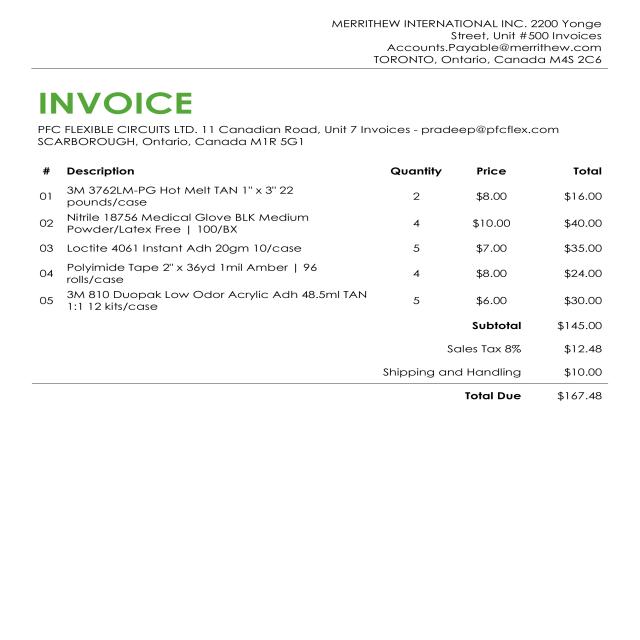 MERRITHEW INTERNATIONAL INC. 2200 Yonge
Street, Unit #500 Invoices
Accounts.Payable@merrithew.com
TORONTO, Ontario, Canada M4S 2C6
INVOICE
PFC FLEXIBLE CIRCUITS LTD. 11 Canadian Road, Unit 7 Invoices - pradeep@pfcflex.com
SCARBOROUGH, Ontario, Canada M1R 5G1
# Description Quantity Price Total
01 3M 3762LM-PG Hot Melt TAN 1" x 3" 22 2 $8.00 $16.00
pounds/case
02 Nitrile 18756 Medical Glove BLK Medium 4 $10.00 $40.00
Powder/Latex Free | 100/BX
03 Loctite 4061 Instant Adh 20gm 10/case 5 $7.00 $35.00
04 Polyimide Tape 2" x 36yd 1mil Amber | 96 4 $8.00 $24.00
rolls/case
05 3M 810 Duopak Low Odor Acrylic Adh 48.5ml TAN 5 $6.00 $30.00
1:1 12 kits/case
Subtotal $145.00
Sales Tax 8% $12.48
Shipping and Handling $10.00
Total Due $167.48